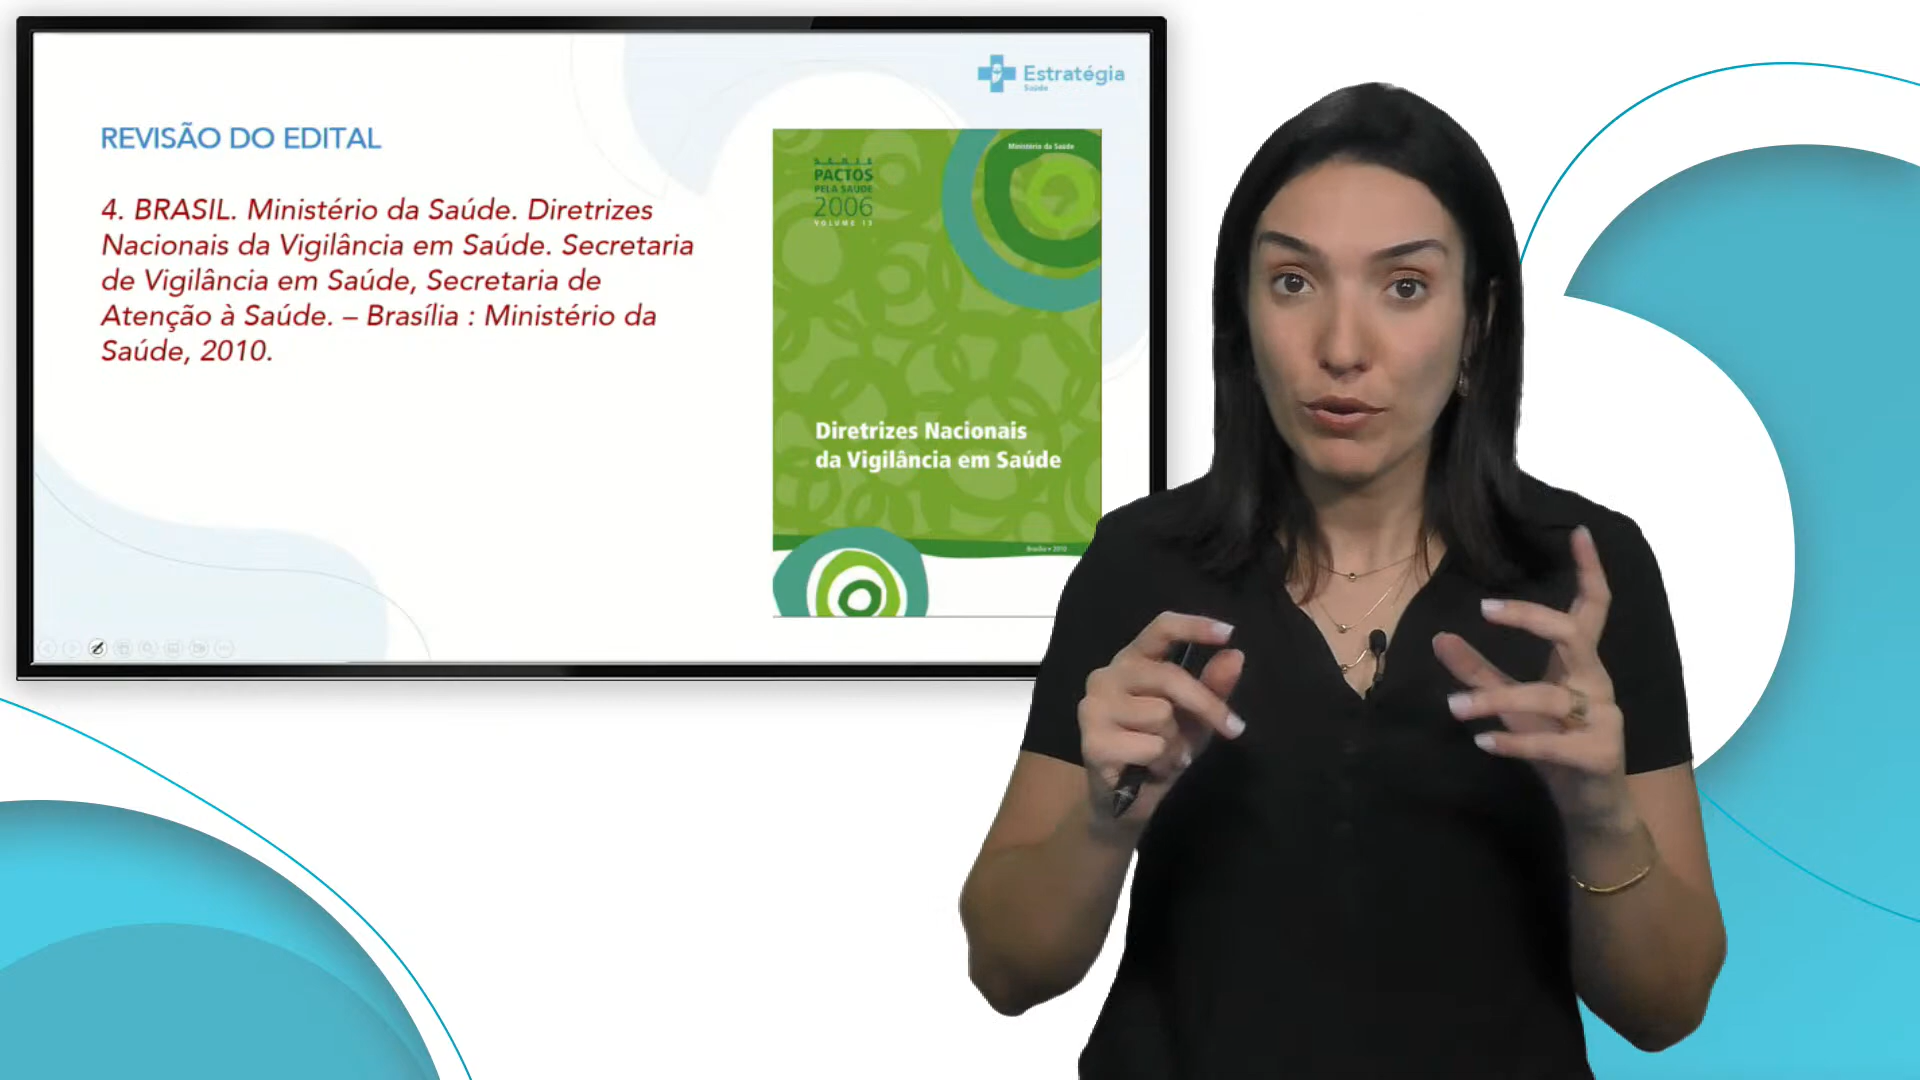 Estratégia
Saúde
REVISÃO DO EDITAL
4. BRASIL. Ministério da Saúde. Diretrizes
Nacionais da Vigilância em Saúde. Secretaria
de Vigilância em Saúde, Secretaria de
Atenção à Saúde. – Brasília : Ministério da
Saúde, 2010.
Ministério da Saúde
SÉRIE
PACTOS
PELA SAÚDE
2006
VOLUME 13
Diretrizes Nacionais
da Vigilância em Saúde
Brasília • 2010